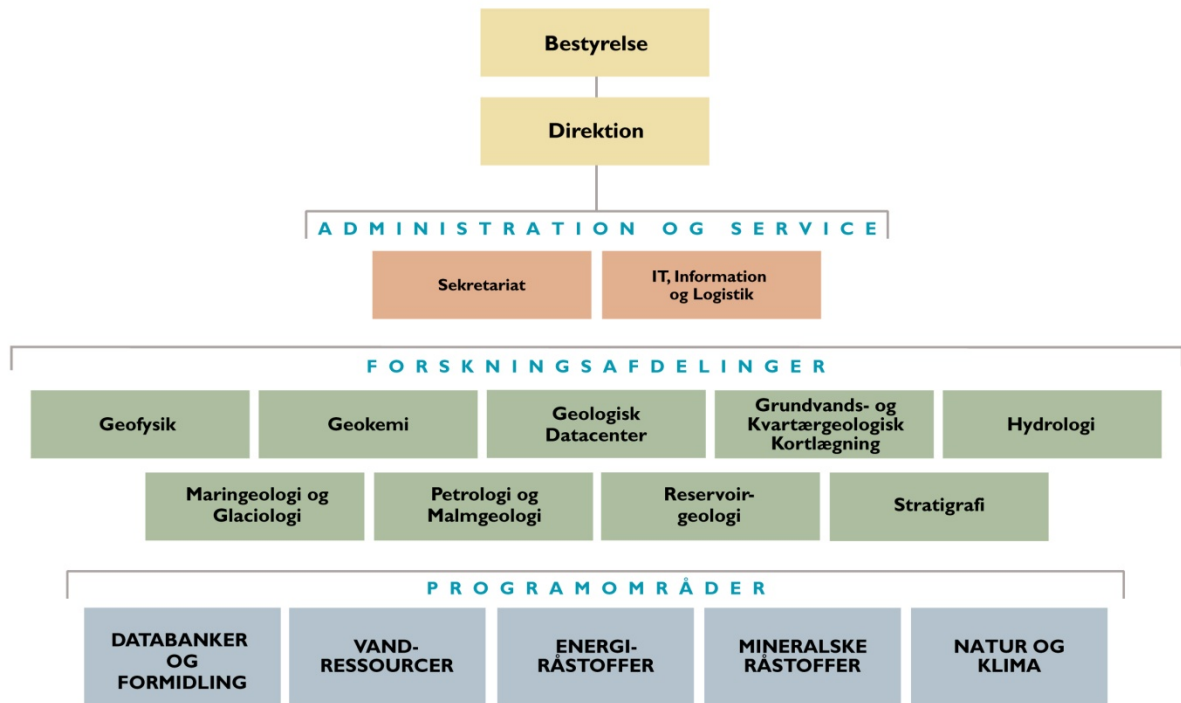 Bestyrelse
Direktion
ADMINISTRATION OG SERVICE
Sekretariat
IT, Information
og Logistik
FORSKNINGSAFDELINGER
Geofysik
Geokemi
Geologisk
Datacenter
Grundvands- og
Kvartærgeologisk
Kortlægning
Hydrologi
Maringeologi og
Glaciologi
Petrologi og
Malmgeologi
Reservoir-
geologi
Stratigrafi
PROGRAMOMRÅDER
DATABANKER
OG
FORMIDLING
VAND-
RESSOURCER
ENERGI-
RÅSTOFFER
MINERALSKE
RÅSTOFFER
NATUR OG
KLIMA